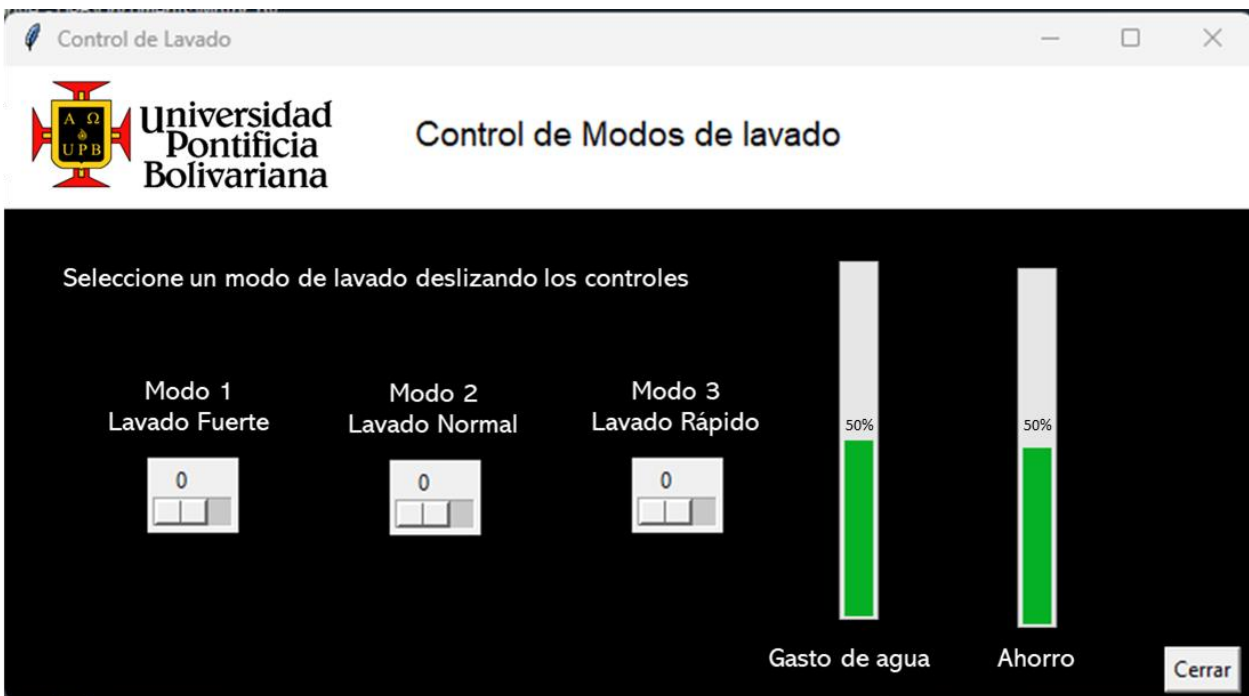 Control de Lavado
Α Ω
UPB
Universidad
Pontificia
Bolivariana
Control de Modos de lavado
Seleccione un modo de lavado deslizando los controles
Modo 1
Lavado Fuerte
0
Modo 2
Lavado Normal
0
Modo 3
Lavado Rápido
0
50%
50%
Gasto de agua
Ahorro
Cerrar